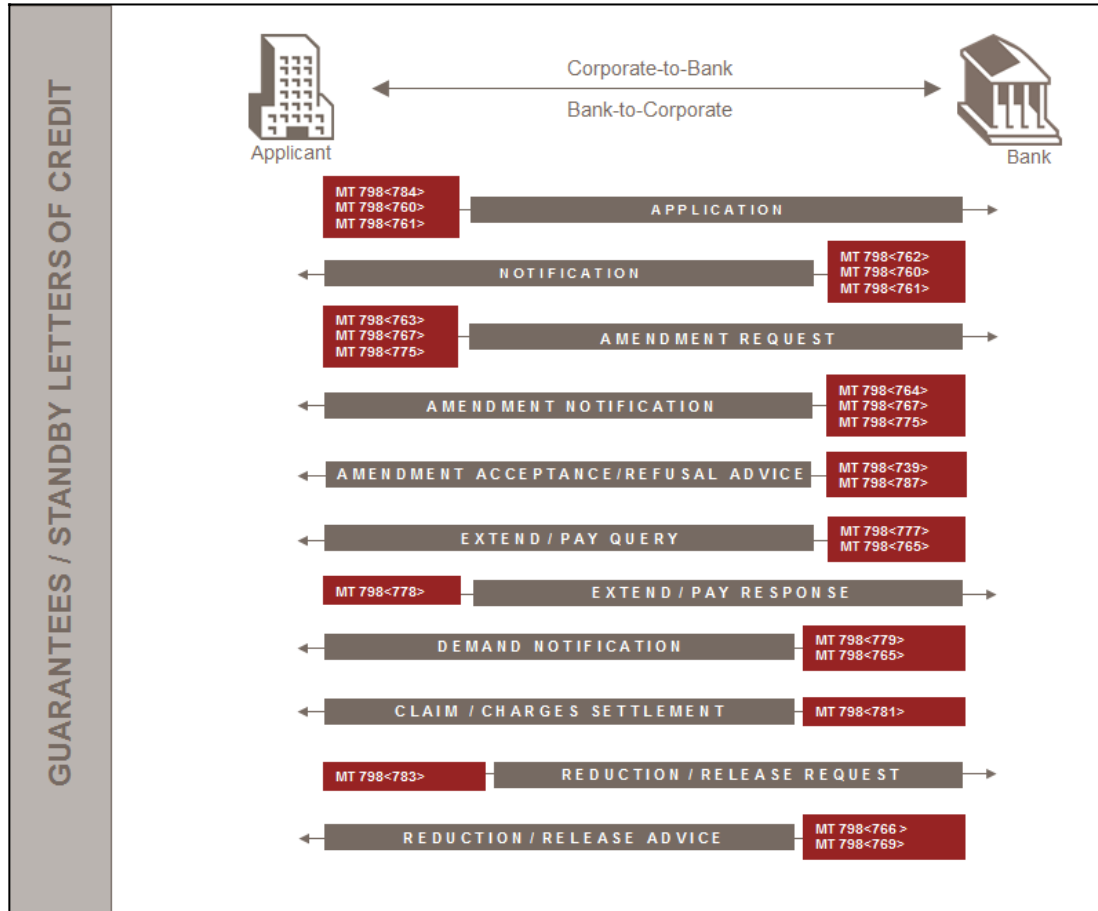 GUARANTEES / STANDBY LETTERS OF CREDIT
Corporate-to-Bank
Bank-to-Corporate
Applicant
Bank
MT 798<784>
MT 798<760>
MT 798<761>
APPLICATION
NOTIFICATION
MT 798<762>
MT 798<760>
MT 798<761>
MT 798<763>
MT 798<767>
MT 798<775>
AMENDMENT REQUEST
AMENDMENT NOTIFICATION
MT 798<764>
MT 798<767>
MT 798<775>
AMENDMENT ACCEPTANCE/REFUSAL ADVICE
MT 798<739>
MT 798<787>
EXTEND / PAY QUERY
MT 798<777>
MT 798<765>
MT 798<778>
EXTEND / PAY RESPONSE
DEMAND NOTIFICATION
MT 798<779>
MT 798<765>
CLAIM / CHARGES SETTLEMENT
MT 798<781>
MT 798<783>
REDUCTION / RELEASE REQUEST
REDUCTION / RELEASE ADVICE
MT 798<766 >
MT 798<769>